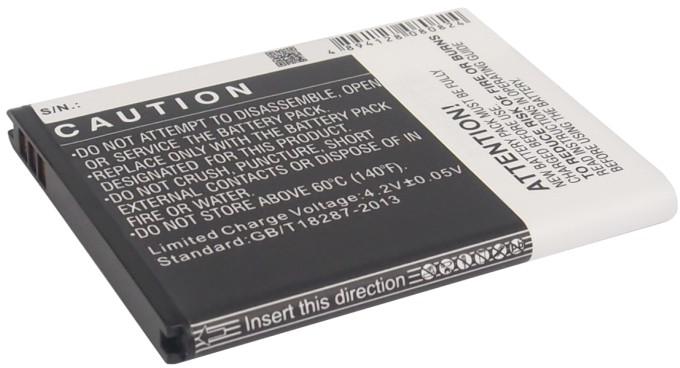 4 894128 080824
S/N.:
CAUTION
•DO NOT ATTEMPT TO DISASSEMBLE, OPEN
OR SERVICE THE BATTERY PACK.
•REPLACE ONLY WITH THE BATTERY PACK
DESIGNATED FOR THIS PRODUCT.
•DO NOT CRUSH, PUNCTURE, SHORT
EXTERNAL CONTACTS OR DISPOSE OF IN
FIRE OR WATER.
•DO NOT STORE ABOVE 60℃ (140℉).
Limited Charge Voltage: 4.2V±0.05V
Standard: GB/T18287-2013
ATTENTION!
NEW BATTERY PACK MUST BE FULLY
CHARGED BEFORE USE.
TO REDUCE RISK OF FIRE OR BURNS
READ INSTRUCTIONS IN OPRRATING GUIDE
BEFORE USING THE BATTERY.
Insert this direction